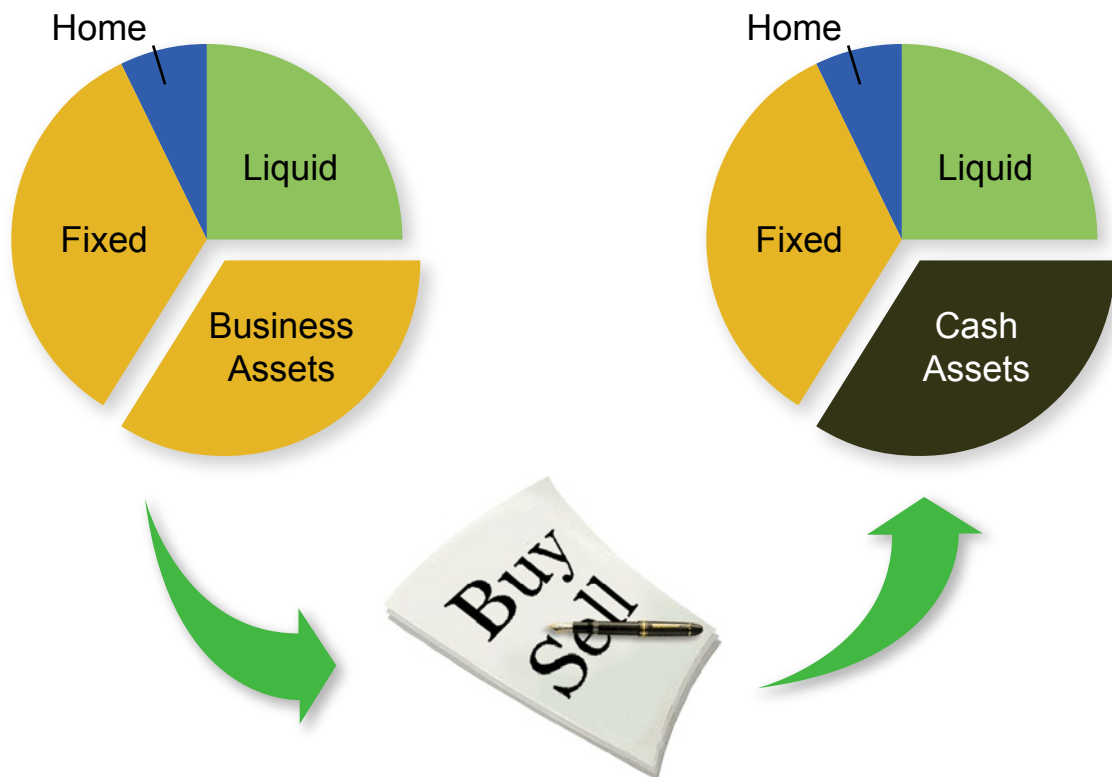 Home
Liquid
Fixed
Business
Assets
Home
Liquid
Fixed
Cash
Assets
Buy
Sell